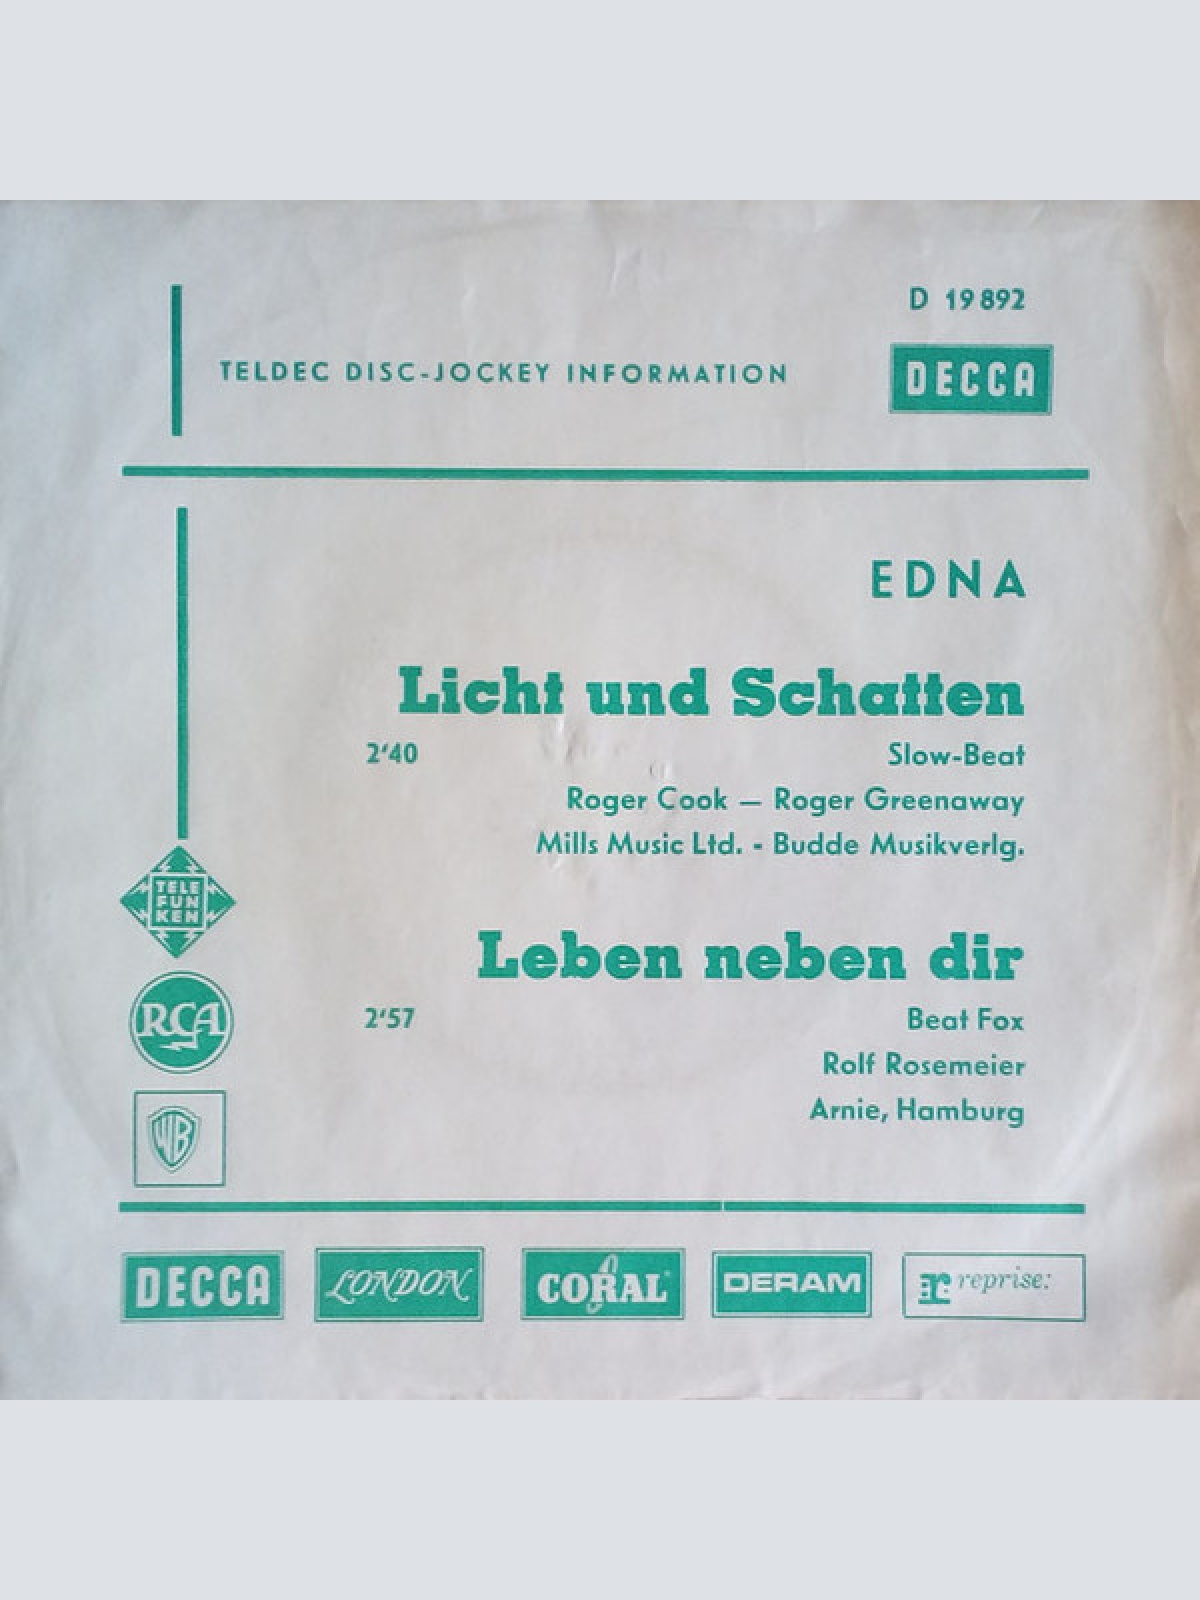 D 19 892
TELDEC DISC-JOCKEY INFORMATION
DECCA
EDNA
Licht und Schatten
2'40 Slow-Beat
Roger Cook — Roger Greenaway
Mills Music Ltd. - Budde Musikverlg.
TELE
FUN
KEN
Leben neben dir
2'57 Beat Fox
RCA
Rolf Rosemeier
Arnie, Hamburg
WB
DECCA LONDON CORAL DERAM r reprise: